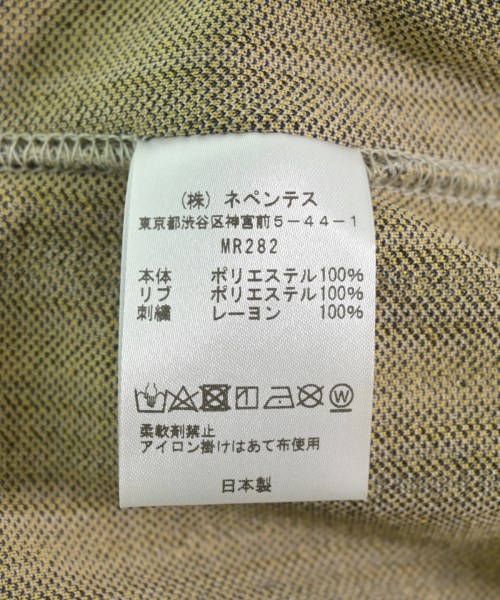 (株) ネペンテス
東京都渋谷区神宮前5-44-1
MR282
本体 ポリエステル100%
リブ ポリエステル100%
刺繍 レーヨン 100%
W
柔軟剤禁止
アイロン掛けはあて布使用
日本製